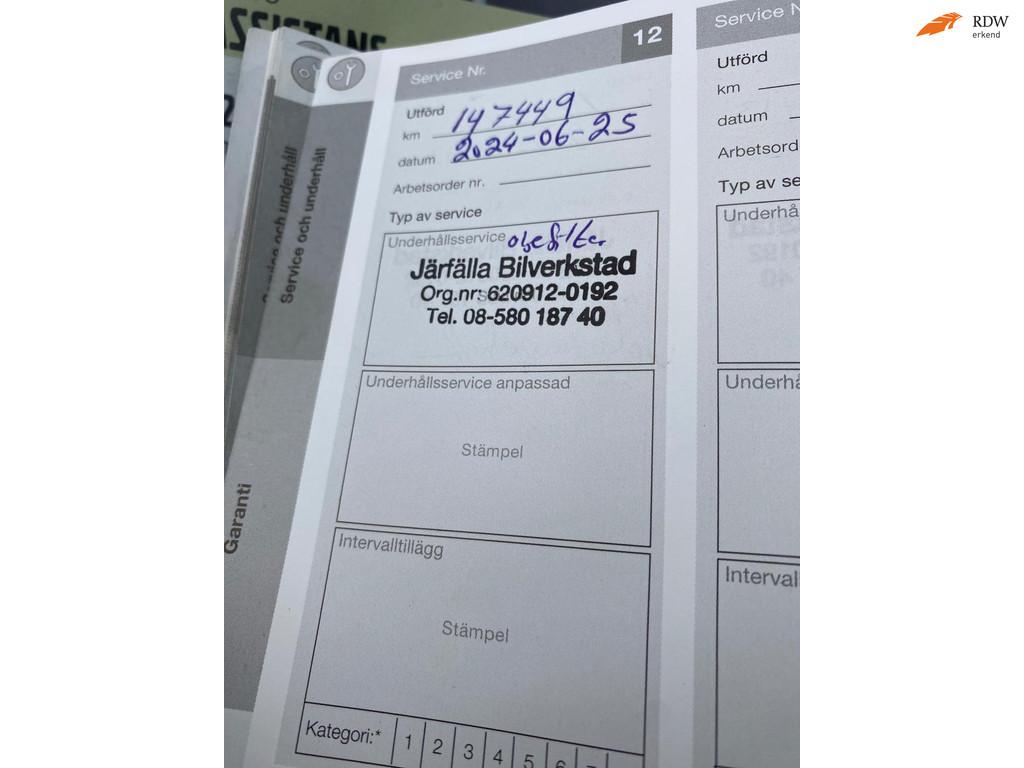 RDW
erkend
SSISTANS
Service och underhåll
Service och underhåll
Garanti
Service Nr.
12
Utförd
km 147449
datum 2024-06-25
Arbetsorder nr.
Typ av service
Underhållsservice
Järfälla Bilverkstad
Org.nr: 620912-0192
Tel. 08-580 187 40
Underhållsservice anpassad
Stämpel
Intervalltillägg
Stämpel
Kategori:* 1 2 3 4 5 6
Service N
Utförd
km
datum
Arbetsord
Typ av se
Underhå
Underhå
Interval